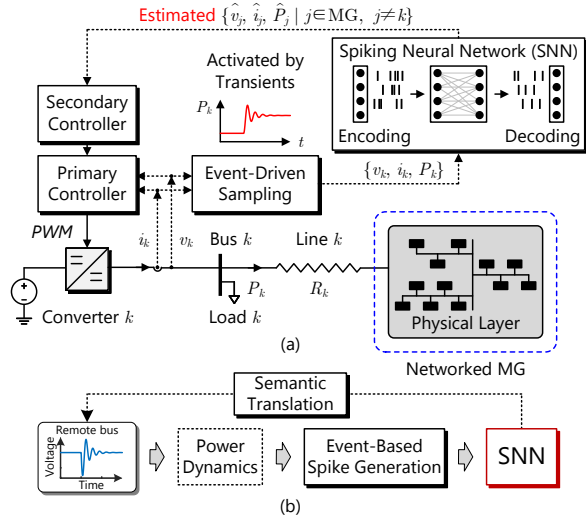 Estimated {v̂ⱼ, îⱼ, P̂ⱼ | j∈MG, j≠k}
Spiking Neural Network (SNN)
Encoding
Decoding
Activated by
Transients
Pₖ
t
Secondary
Controller
Primary
Controller
Event-Driven
Sampling
{vₖ, iₖ, Pₖ}
PWM
iₖ
vₖ
Bus k
Line k
Pₖ
Rₖ
Converter k
Load k
Physical Layer
(a)
Networked MG
Semantic
Translation
Remote bus
Voltage
Time
Power
Dynamics
Event-Based
Spike Generation
SNN
(b)